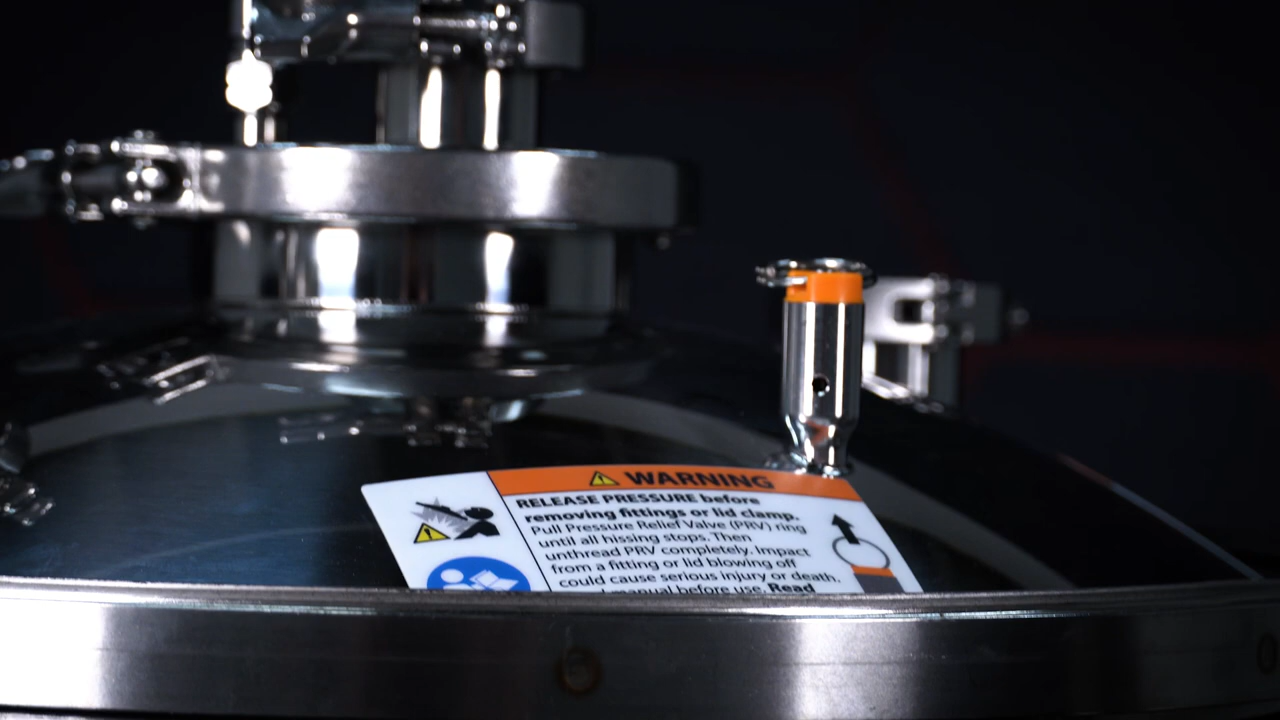 WARNING
RELEASE PRESSURE before
removing fittings or lid clamp.
Pull Pressure Relief Valve (PRV) ring
until all hissing stops. Then
unthread PRV completely. Impact
from a fitting or lid blowing off
could cause serious injury or death.
manual before use. Read